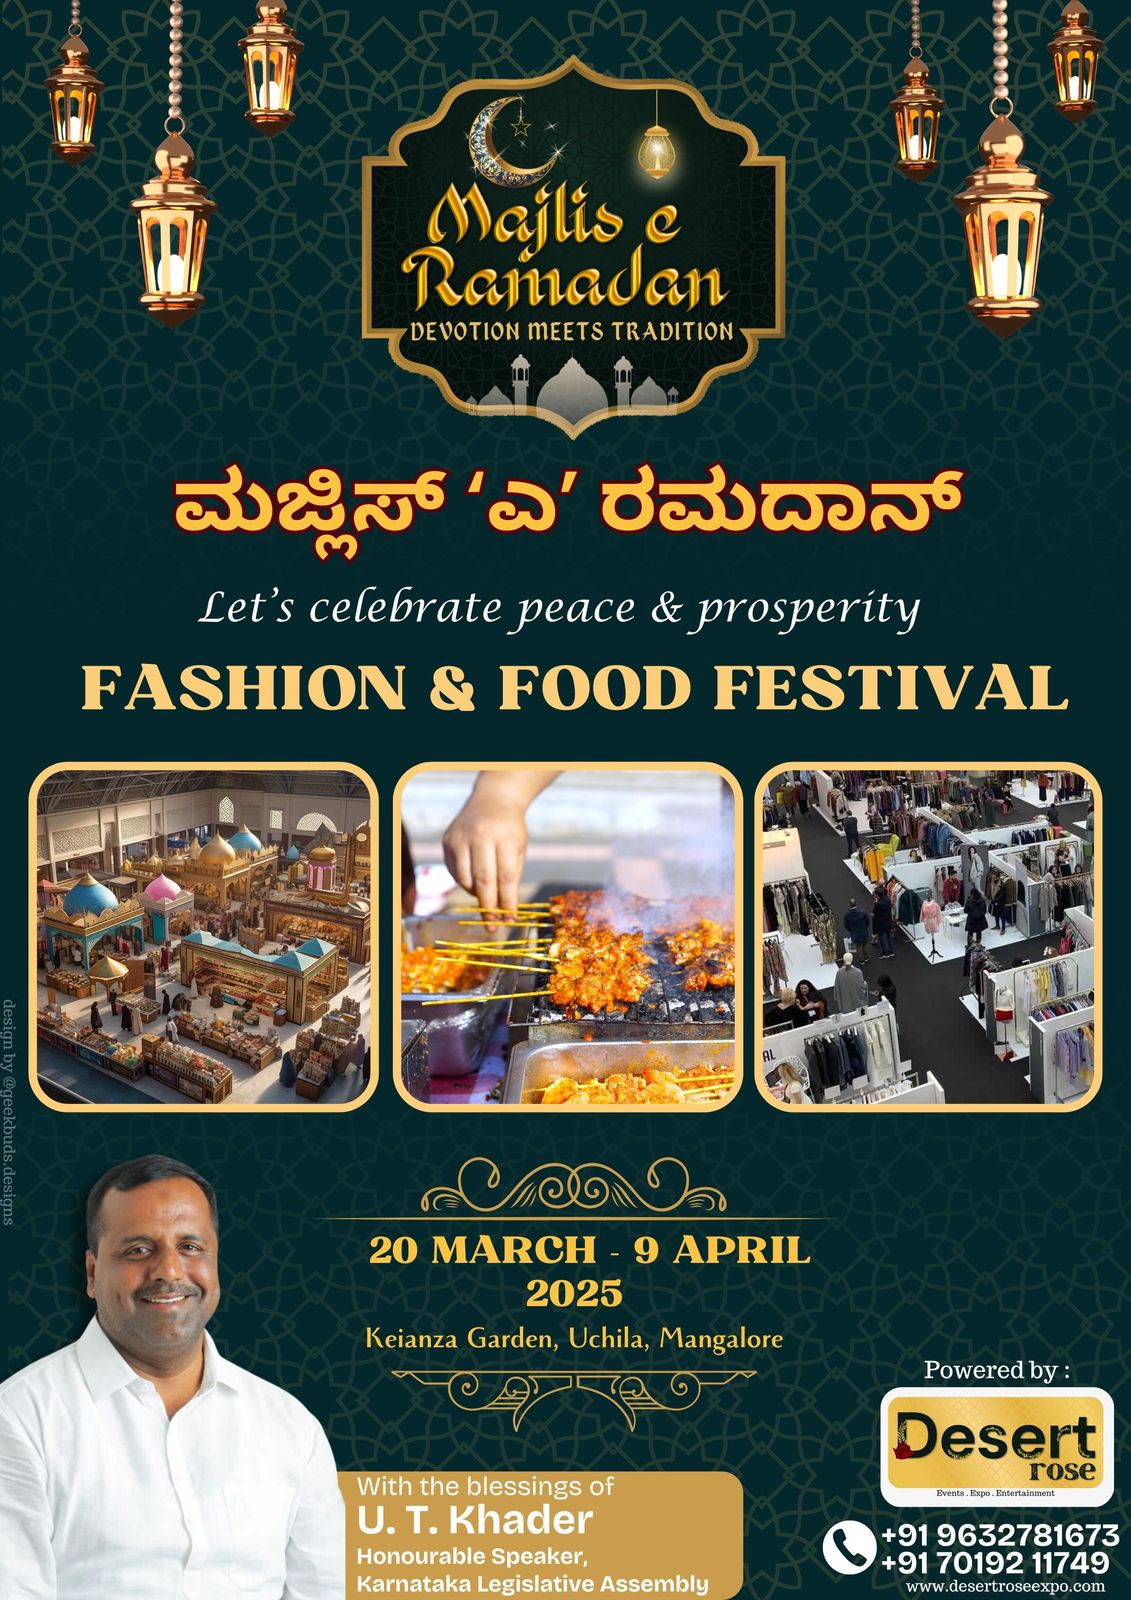 Majlis e
Ramadan
DEVOTION MEETS TRADITION
ಮಜ್ಲಿಸ್ ‘ಎ’ ರಮದಾನ್
Let's celebrate peace & prosperity
FASHION & FOOD FESTIVAL
design by @geekbuds.designs
20 MARCH - 9 APRIL
2025
Keianza Garden, Uchila, Mangalore
Powered by :
Desert
rose
Events . Expo . Entertainment
With the blessings of
U. T. Khader
Honourable Speaker,
Karnataka Legislative Assembly
+91 9632781673
+91 70192 11749
www.desertroseexpo.com